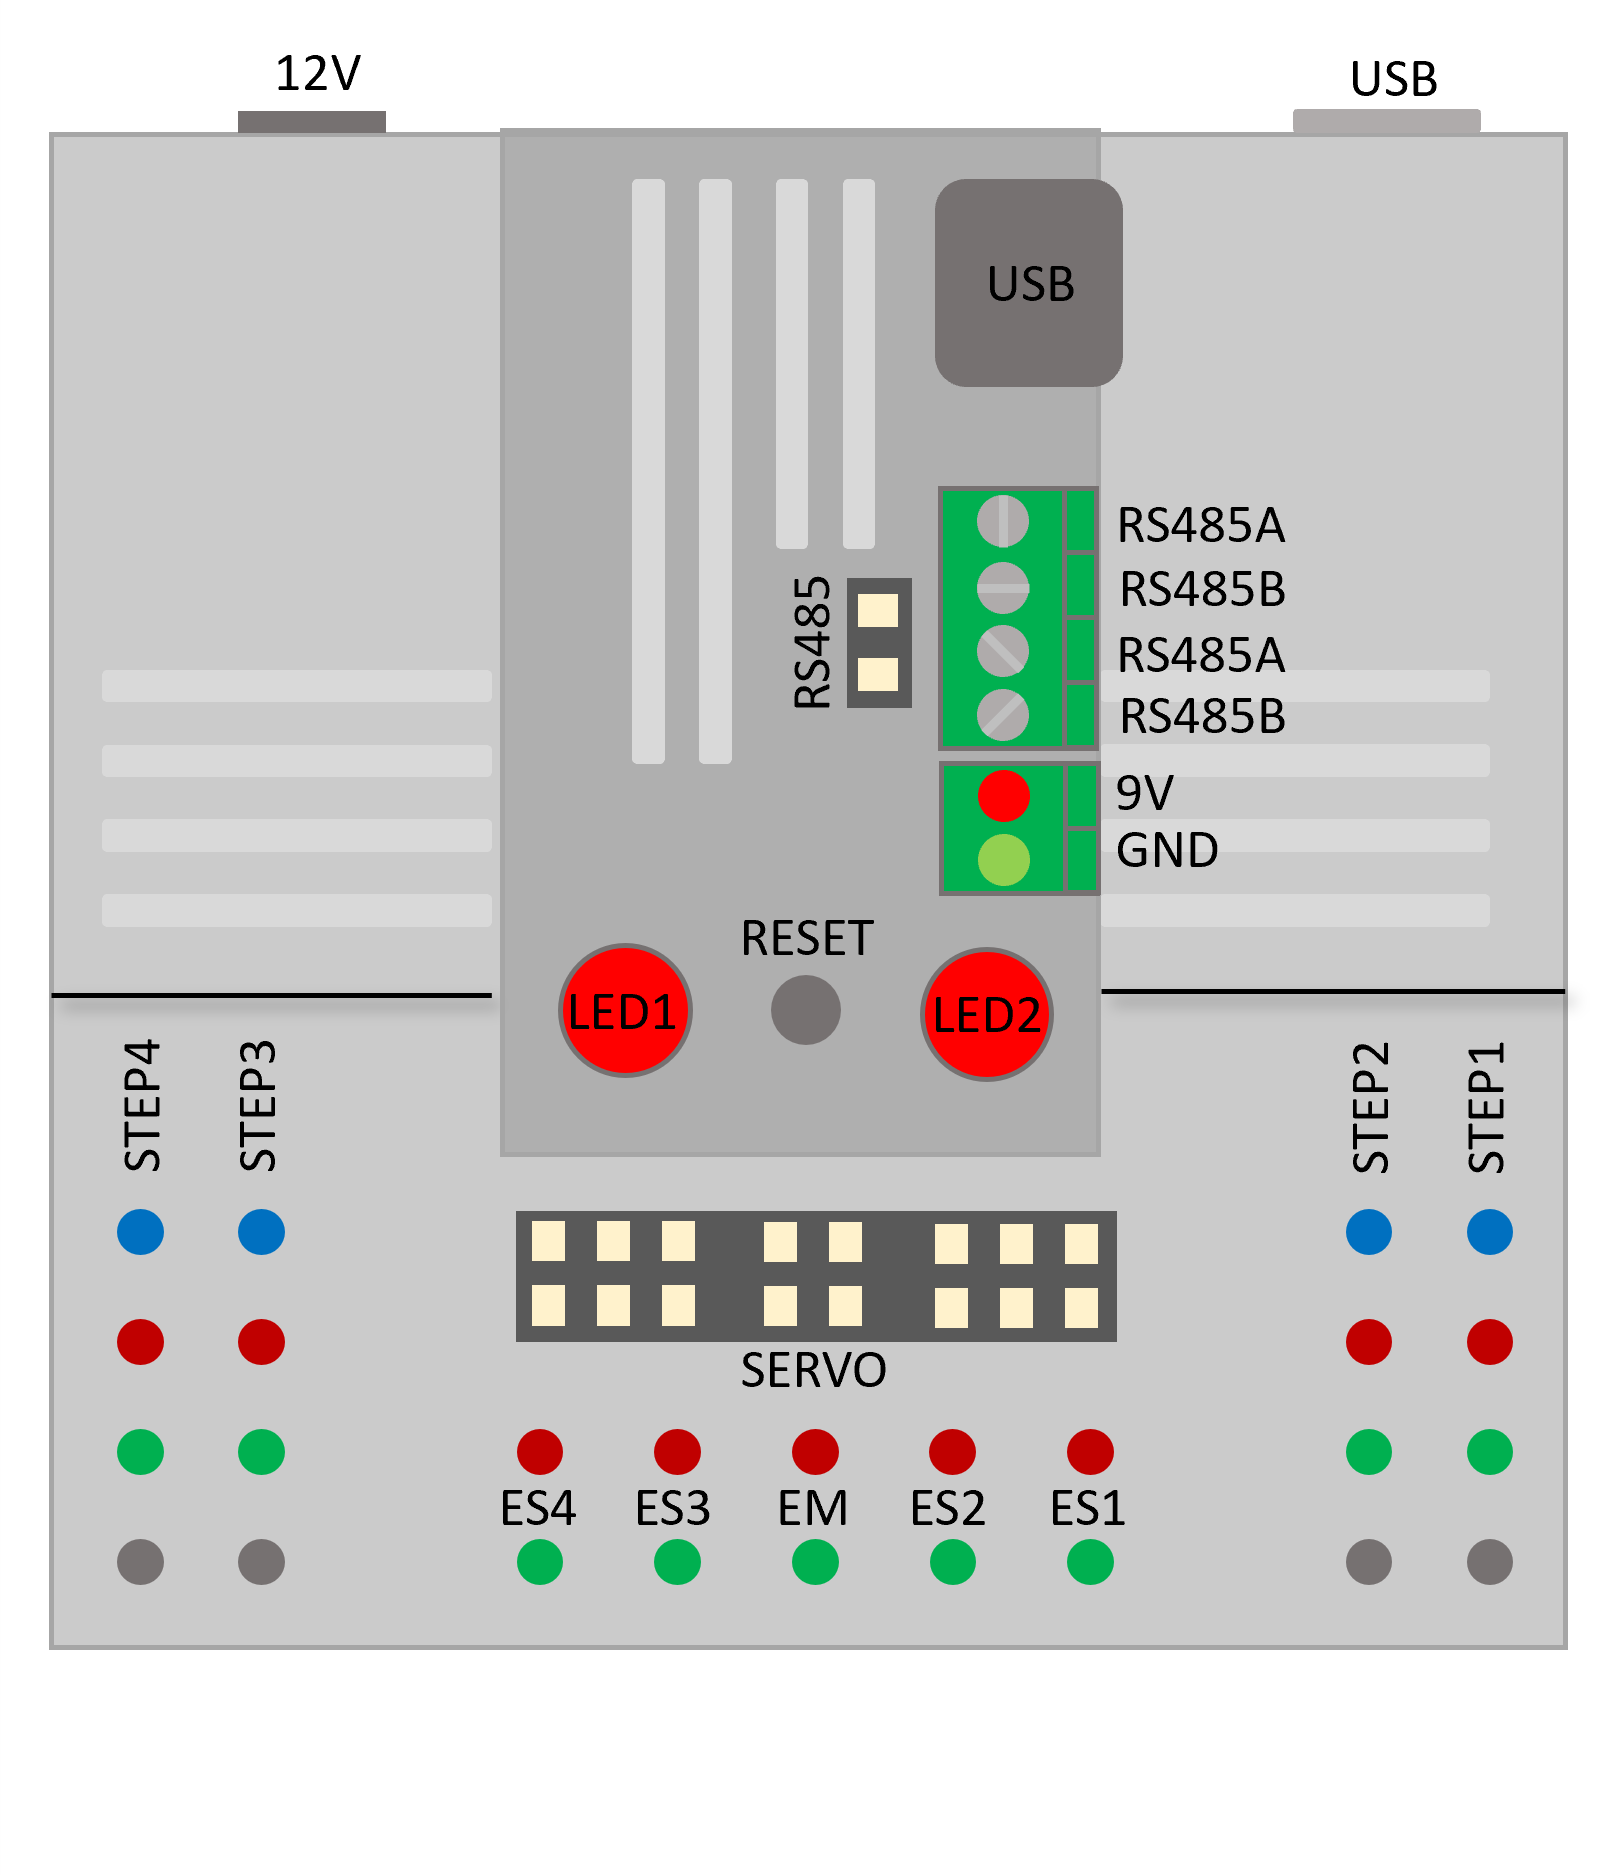 12V
USB
USB
RS485A
RS485B
RS485
RS485A
RS485B
9V
GND
RESET
LED1
LED2
STEP4
STEP3
STEP2
STEP1
SERVO
ES4
ES3
EM
ES2
ES1